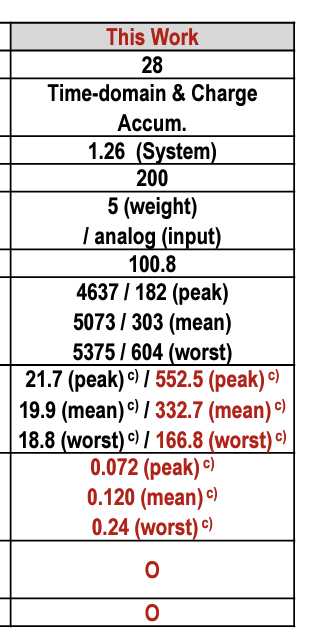 This Work
28
Time-domain & Charge
Accum.
1.26 (System)
200
5 (weight)
/ analog (input)
100.8
4637 / 182 (peak)
5073 / 303 (mean)
5375 / 604 (worst)
21.7 (peak) c) / 552.5 (peak) c)
19.9 (mean) c) / 332.7 (mean) c)
18.8 (worst) c) / 166.8 (worst) c)
0.072 (peak) c)
0.120 (mean) c)
0.24 (worst) c)
O
O